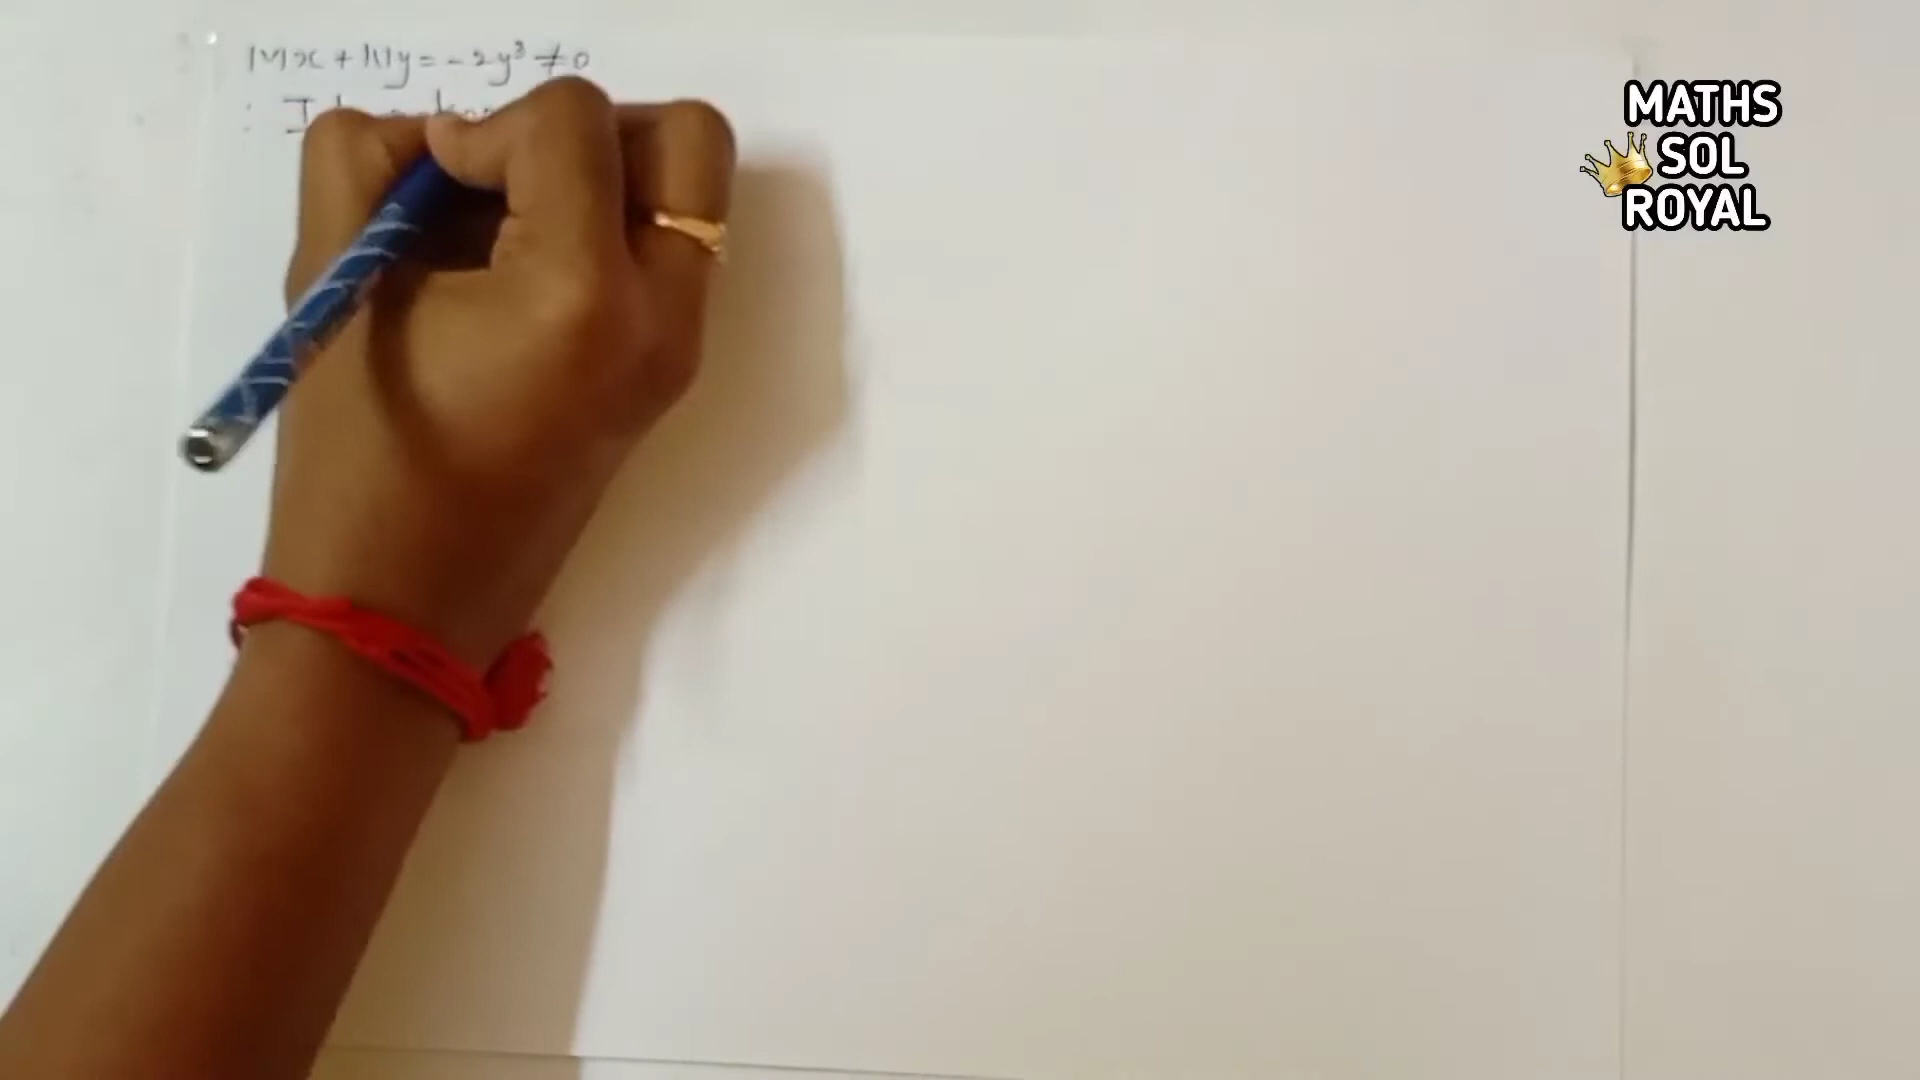 Mx + Ny = -2y³ ≠ 0
MATHS
SOL
ROYAL